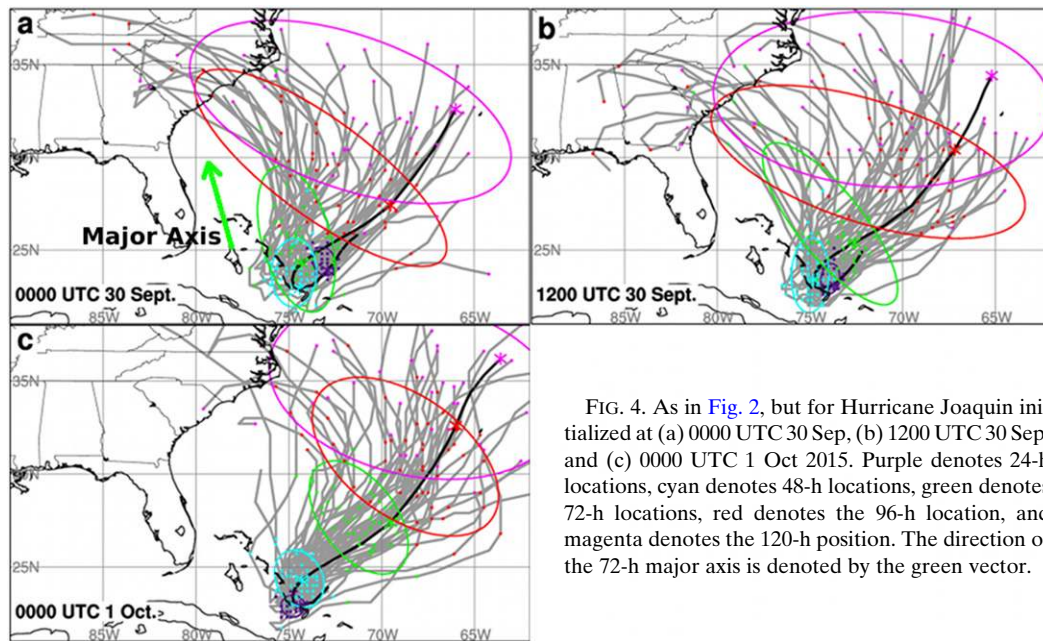 a
35N
30N
25N
Major Axis
0000 UTC 30 Sept.
85W 80W 75W 70W 65W
b
35N
30N
25N
1200 UTC 30 Sept.
85W 80W 75W 70W 65W
c
35N
30N
25N
0000 UTC 1 Oct.
85W 80W 75W 70W 65W
FIG. 4. As in Fig. 2, but for Hurricane Joaquin ini
tialized at (a) 0000 UTC 30 Sep, (b) 1200 UTC 30 Sep
and (c) 0000 UTC 1 Oct 2015. Purple denotes 24-h
locations, cyan denotes 48-h locations, green denotes
72-h locations, red denotes the 96-h location, and
magenta denotes the 120-h position. The direction of
the 72-h major axis is denoted by the green vector.